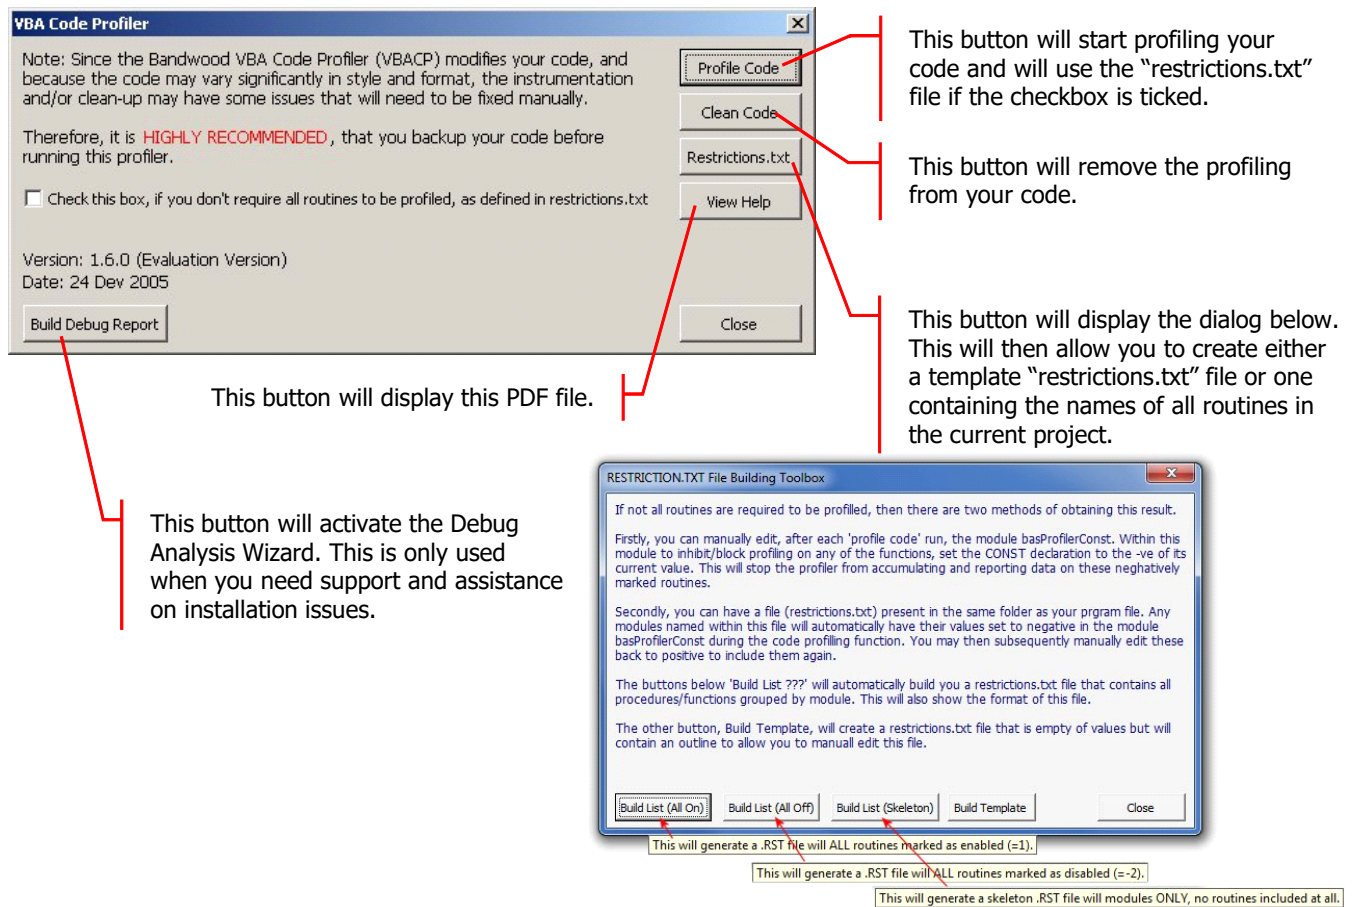 VBA Code Profiler
Note: Since the Bandwood VBA Code Profiler (VBACP) modifies your code, and
because the code may vary significantly in style and format, the instrumentation
and/or clean-up may have some issues that will need to be fixed manually.
Therefore, it is HIGHLY RECOMMENDED, that you backup your code before
running this profiler.
Check this box, if you don't require all routines to be profiled, as defined in restrictions.txt
Version: 1.6.0 (Evaluation Version)
Date: 24 Dev 2005
Build Debug Report
Profile Code
Clean Code
Restrictions.txt
View Help
Close
This button will start profiling your
code and will use the “restrictions.txt”
file if the checkbox is ticked.
This button will remove the profiling
from your code.
This button will display the dialog below.
This will then allow you to create either
a template “restrictions.txt” file or one
containing the names of all routines in
the current project.
This button will display this PDF file.
This button will activate the Debug
Analysis Wizard. This is only used
when you need support and assistance
on installation issues.
RESTRICTION.TXT File Building Toolbox
If not all routines are required to be profilled, then there are two methods of obtaining this result.
Firstly, you can manually edit, after each 'profile code' run, the module basProfilerConst. Within this
module to inhibit/block profiling on any of the functions, set the CONST declaration to the -ve of its
current value. This will stop the profiler from accumulating and reporting data on these neghatively
marked routines.
Secondly, you can have a file (restrictions.txt) present in the same folder as your prgram file. Any
modules named within this file will automatically have their values set to negative in the module
basProfilerConst during the code profilling function. You may then subsequently manually edit these
back to positive to include them again.
The buttons below 'Build List ???' will automatically build you a restrictions.txt file that contains all
procedures/functions grouped by module. This will also show the format of this file.
The other button, Build Template, will create a restrictions.txt file that is empty of values but will
contain an outline to allow you to manuall edit this file.
Build List (All On)
Build List (All Off)
Build List (Skeleton)
Build Template
Close
This will generate a .RST file will ALL routines marked as enabled (=1).
This will generate a .RST file will ALL routines marked as disabled (=-2).
This will generate a skeleton .RST file will modules ONLY, no routines included at all.